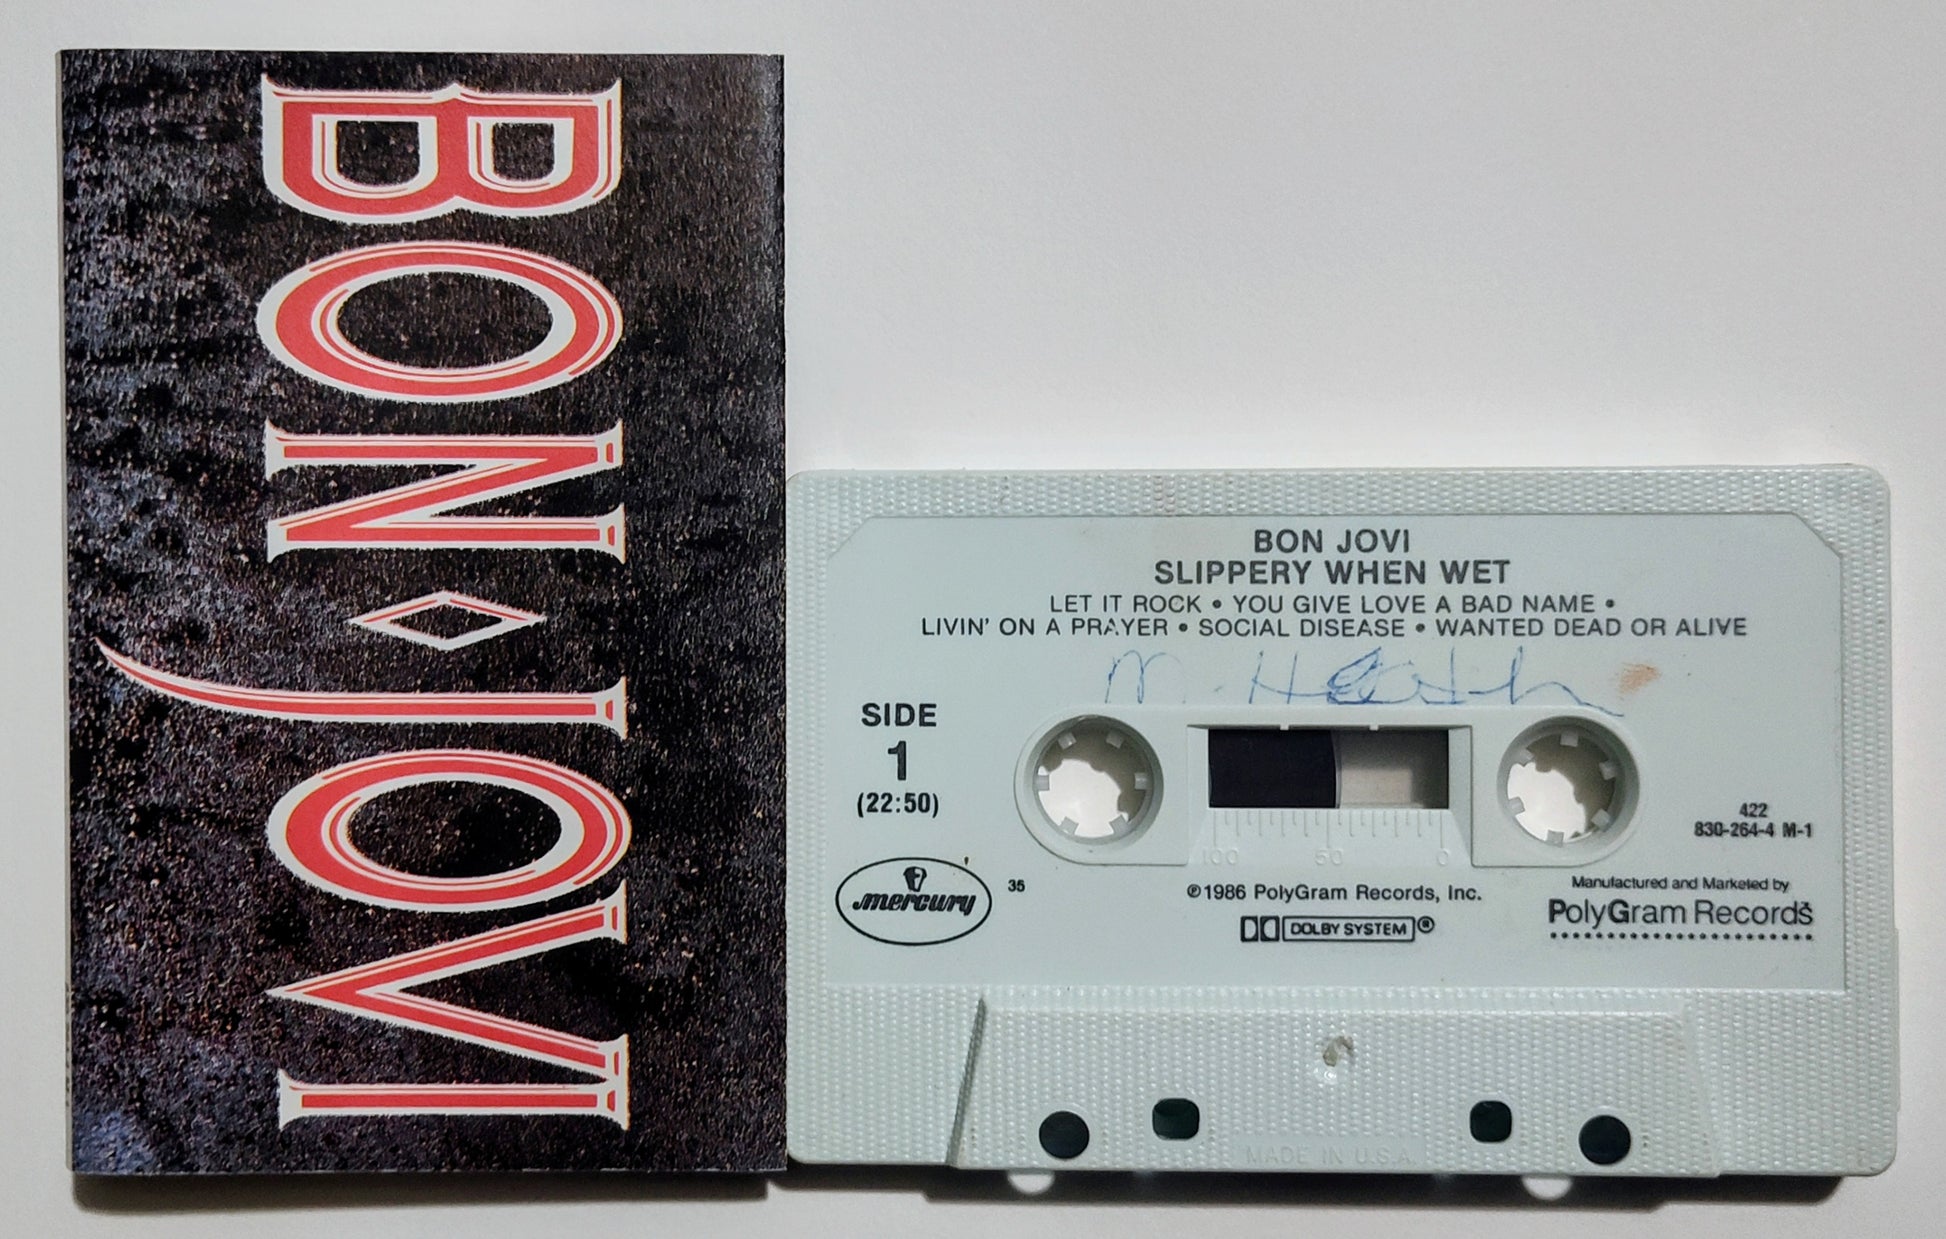 BON JOVI
BON JOVI
SLIPPERY WHEN WET
LET IT ROCK • YOU GIVE LOVE A BAD NAME •
LIVIN' ON A PRAYER • SOCIAL DISEASE • WANTED DEAD OR ALIVE
M. Heath
SIDE
1
(22:50)
422
830-264-4 M-1
100 50 0
mercury
35
℗1986 PolyGram Records, Inc.
DOLBY SYSTEM®
Manufactured and Marketed by
PolyGram Records
MADE IN U.S.A.